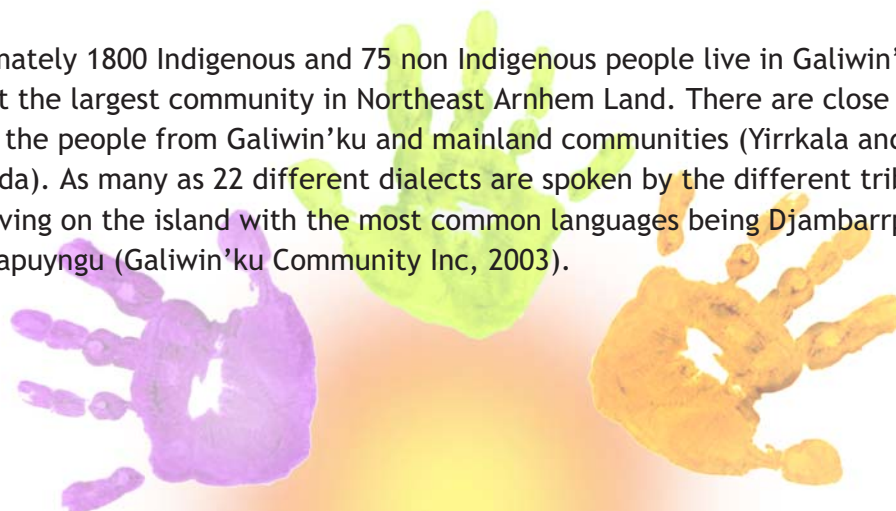 mately 1800 Indigenous and 75 non Indigenous people live in Galiwin'
t the largest community in Northeast Arnhem Land. There are close
the people from Galiwin'ku and mainland communities (Yirrkala and
da). As many as 22 different dialects are spoken by the different tri
ving on the island with the most common languages being Djambarrp
apuyngu (Galiwin'ku Community Inc, 2003).